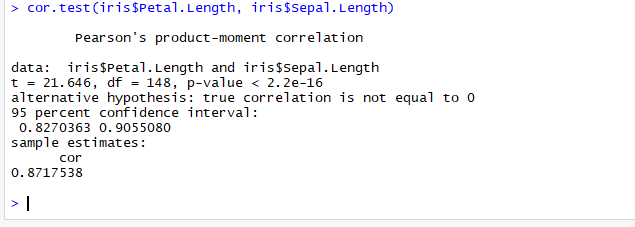 > cor.test(iris$Petal.Length, iris$Sepal.Length)
Pearson's product-moment correlation
data:  iris$Petal.Length and iris$Sepal.Length
t = 21.646, df = 148, p-value < 2.2e-16
alternative hypothesis: true correlation is not equal to 0
95 percent confidence interval:
 0.8270363 0.9055080
sample estimates:
      cor
0.8717538
>